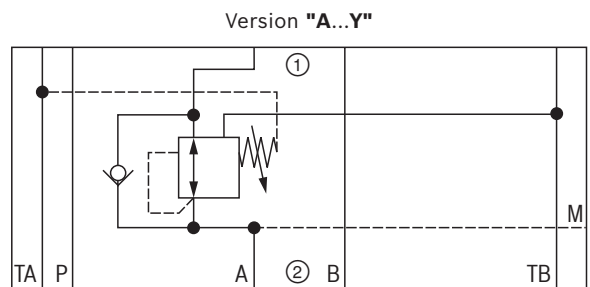 Version "A...Y"
①
M
TA P A ② B TB